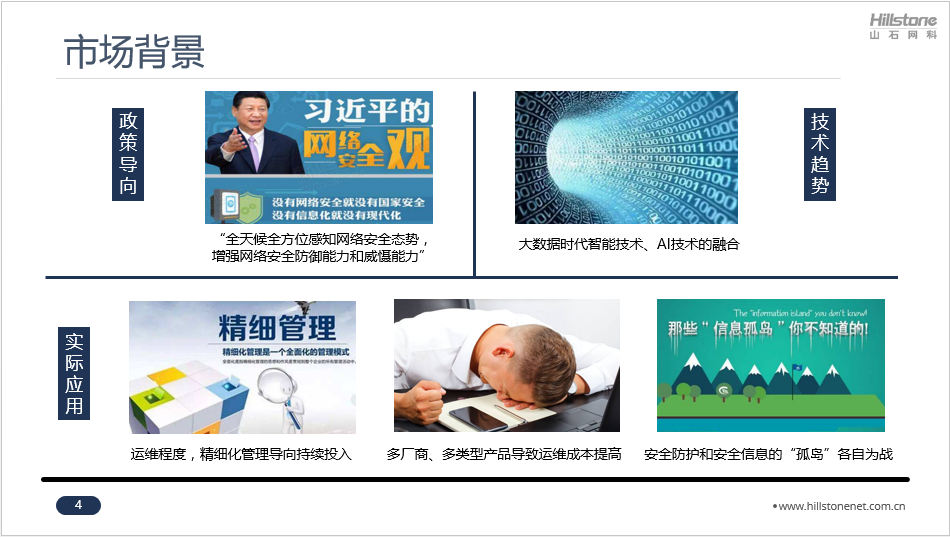 Hillstone
山石网科
市场背景
政策导向
习近平的
网络安全观
没有网络安全就没有国家安全
没有信息化就没有现代化
“全天候全方位感知网络安全态势，
增强网络安全防御能力和威慑能力”
技术趋势
大数据时代智能技术、AI技术的融合
实际应用
精细管理
精细化管理是一个全面化的管理模式
运维程度，精细化管理导向持续投入
多厂商、多类型产品导致运维成本提高
The "information island" you don't know!
那些“信息孤岛”你不知道的!
安全防护和安全信息的“孤岛”各自为战
4
•www.hillstonenet.com.cn